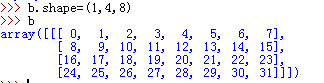 >>> b.shape=(1,4,8)
>>> b
array([[[ 0,  1,  2,  3,  4,  5,  6,  7],
        [ 8,  9, 10, 11, 12, 13, 14, 15],
        [16, 17, 18, 19, 20, 21, 22, 23],
        [24, 25, 26, 27, 28, 29, 30, 31]]])